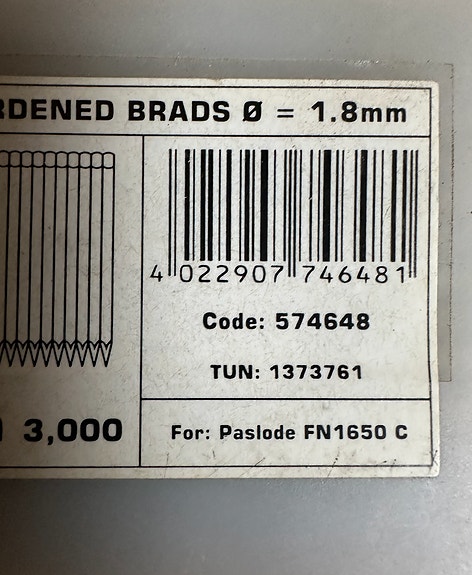 RDENED BRADS Ø = 1.8mm
4 022907 746481
Code: 574648
TUN: 1373761
3,000
For: Paslode FN1650 C